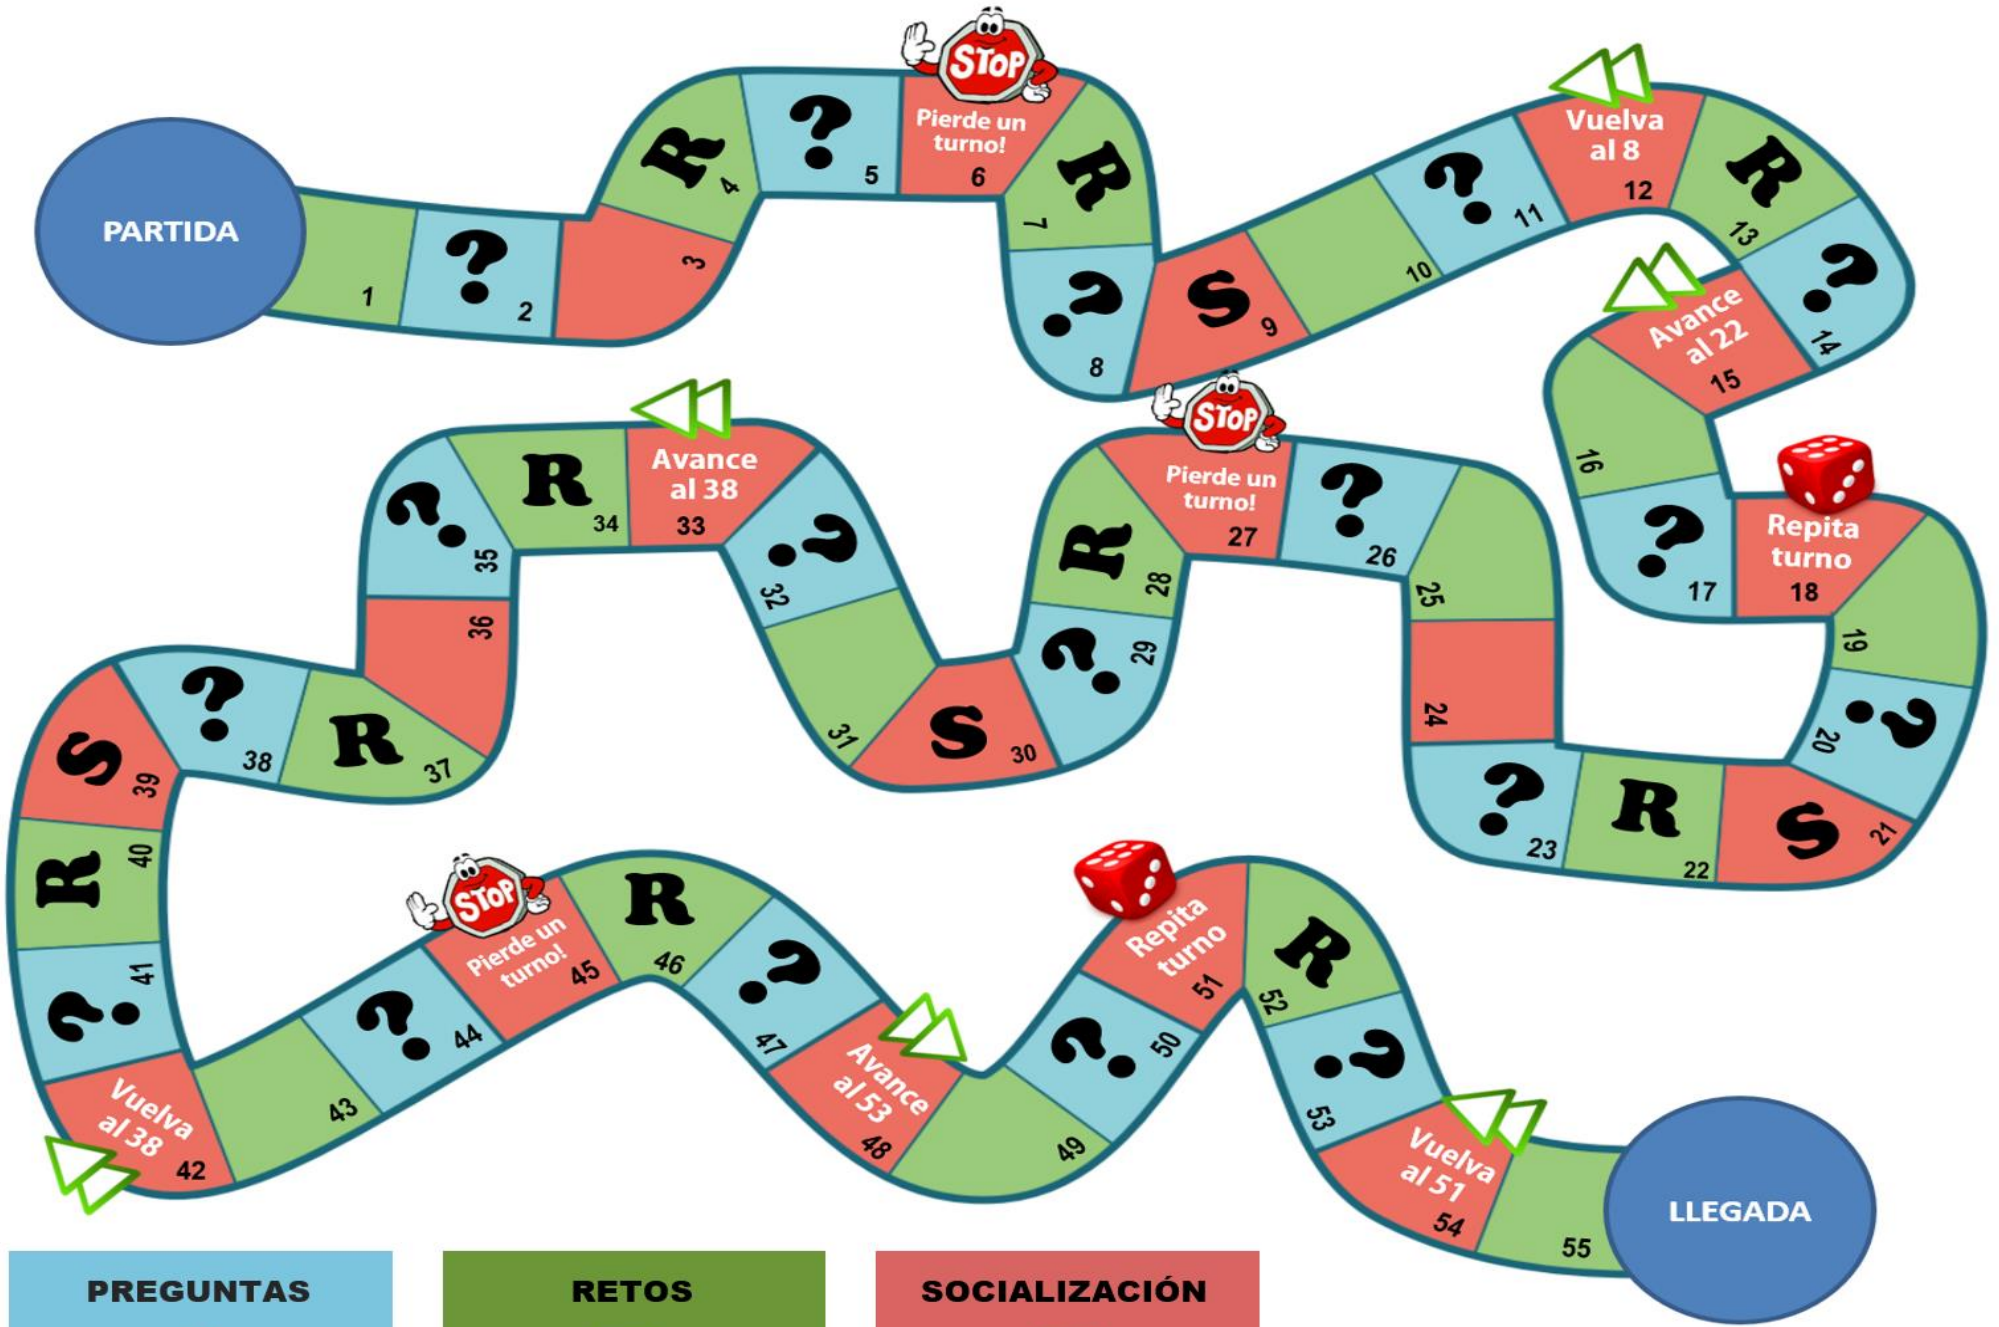 PARTIDA
1
?
2
3
R
4
?
5
STOP
Pierde un
turno!
6
R
7
?
8
S
9
10
?
11
Vuelva
al 8
12
R
13
?
14
Avance
al 22
15
16
?
17
Repita
turno
18
19
?
20
S
21
R
22
?
23
24
25
?
26
STOP
Pierde un
turno!
27
R
28
?
29
S
30
31
?
32
Avance
al 38
33
R
34
?
35
36
R
37
?
38
S
39
R
40
?
41
Vuelva
al 38
42
43
?
44
STOP
Pierde un
turno!
45
R
46
?
47
Avance
al 53
48
49
?
50
Repita
turno
51
R
52
?
53
Vuelva
al 51
54
55
LLEGADA
PREGUNTAS
RETOS
SOCIALIZACIÓN